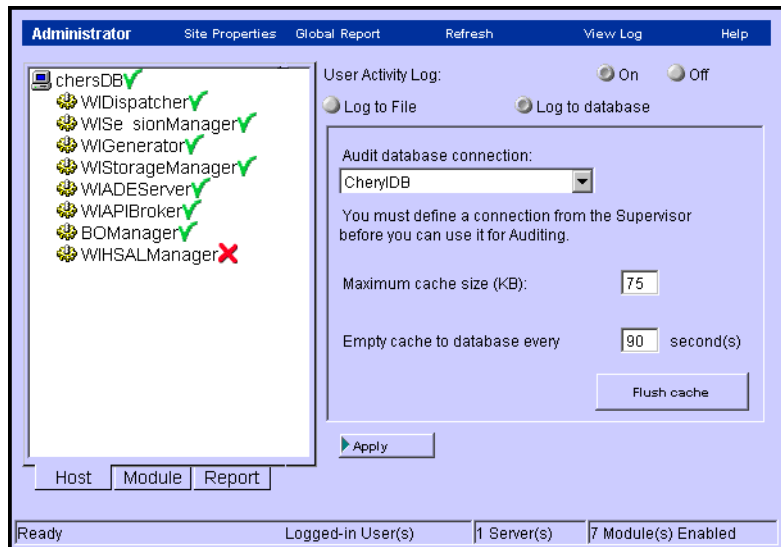 Administrator Site Properties Global Report Refresh View Log Help
chersDB
WIDispatcher
WISe sionManager
WIGenerator
WIStorageManager
WIADEServer
WIAPIBroker
BOManager
WIHSALManager
Host Module Report
User Activity Log: On Off
Log to File Log to database
Audit database connection:
CherylDB
You must define a connection from the Supervisor
before you can use it for Auditing.
Maximum cache size (KB): 75
Empty cache to database every 90 second(s)
Flush cache
Apply
Ready Logged-in User(s) 1 Server(s) 7 Module(s) Enabled